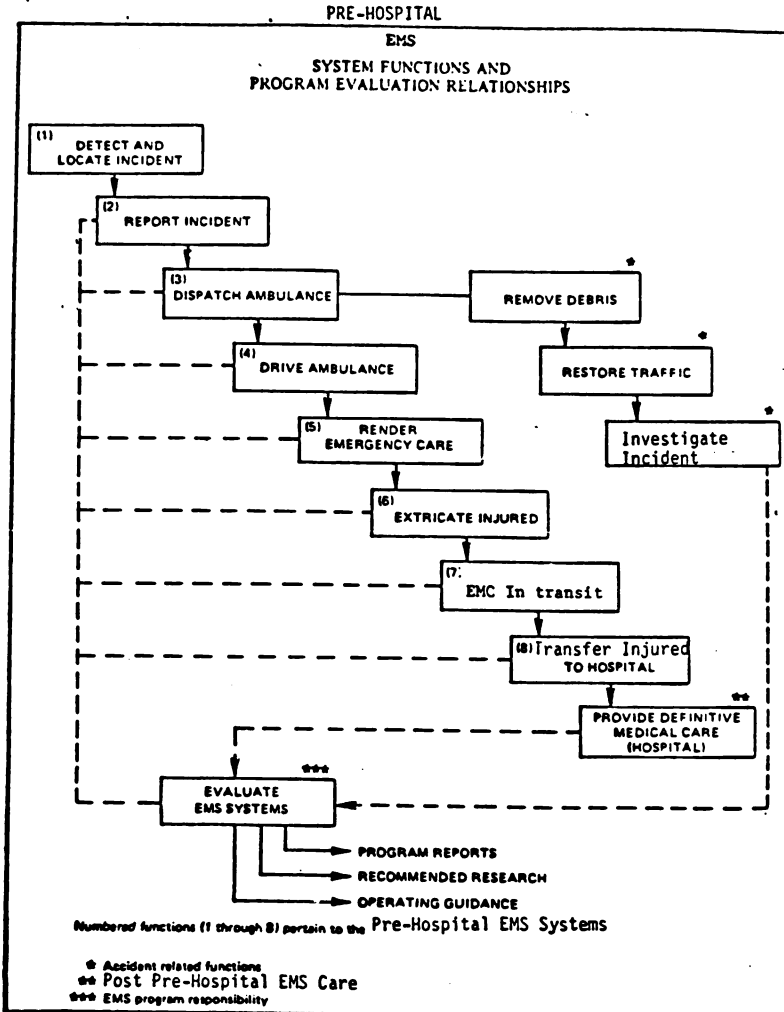 PRE-HOSPITAL
EMS
SYSTEM FUNCTIONS AND
PROGRAM EVALUATION RELATIONSHIPS
(1)
DETECT AND
LOCATE INCIDENT
(2)
REPORT INCIDENT
(3)
DISPATCH AMBULANCE
*
REMOVE DEBRIS
(4)
DRIVE AMBULANCE
*
RESTORE TRAFFIC
(5)
RENDER
EMERGENCY CARE
*
Investigate
Incident
(6)
EXTRICATE INJURED
(7)
EMC In transit
(8) Transfer Injured
TO HOSPITAL
**
PROVIDE DEFINITIVE
MEDICAL CARE
(HOSPITAL)
***
EVALUATE
EMS SYSTEMS
PROGRAM REPORTS
RECOMMENDED RESEARCH
OPERATING GUIDANCE
Numbered functions (1 through 8) pertain to the Pre-Hospital EMS Systems
* Accident related functions
** Post Pre-Hospital EMS Care
*** EMS program responsibility